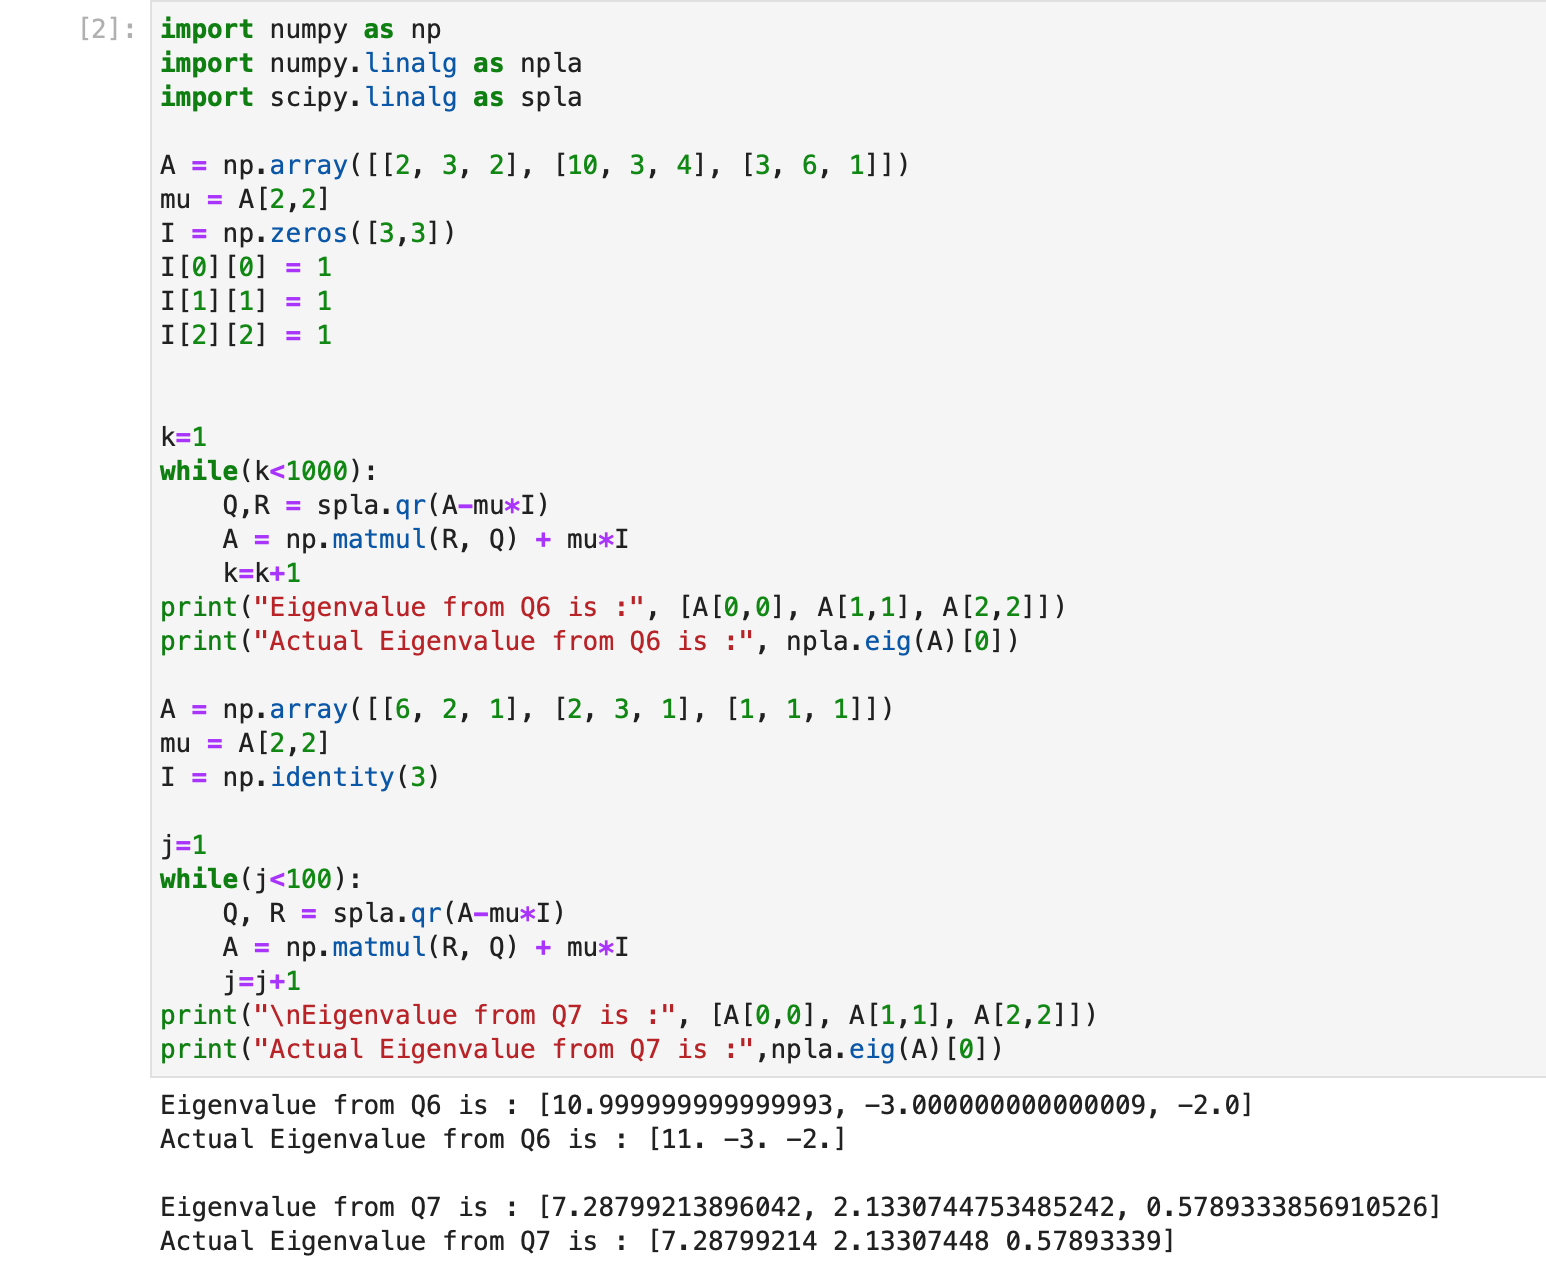 [2]:
import numpy as np
import numpy.linalg as npla
import scipy.linalg as spla
A = np.array([[2, 3, 2], [10, 3, 4], [3, 6, 1]])
mu = A[2,2]
I = np.zeros([3,3])
I[0][0] = 1
I[1][1] = 1
I[2][2] = 1
k=1
while(k<1000):
    Q,R = spla.qr(A-mu*I)
    A = np.matmul(R, Q) + mu*I
    k=k+1
print("Eigenvalue from Q6 is :", [A[0,0], A[1,1], A[2,2]])
print("Actual Eigenvalue from Q6 is :", npla.eig(A)[0])
A = np.array([[6, 2, 1], [2, 3, 1], [1, 1, 1]])
mu = A[2,2]
I = np.identity(3)
j=1
while(j<100):
    Q, R = spla.qr(A-mu*I)
    A = np.matmul(R, Q) + mu*I
    j=j+1
print("\nEigenvalue from Q7 is :", [A[0,0], A[1,1], A[2,2]])
print("Actual Eigenvalue from Q7 is :",npla.eig(A)[0])
Eigenvalue from Q6 is : [10.999999999999993, -3.000000000000009, -2.0]
Actual Eigenvalue from Q6 is : [11. -3. -2.]
Eigenvalue from Q7 is : [7.28799213896042, 2.1330744753485242, 0.5789333856910526]
Actual Eigenvalue from Q7 is : [7.28799214 2.13307448 0.57893339]